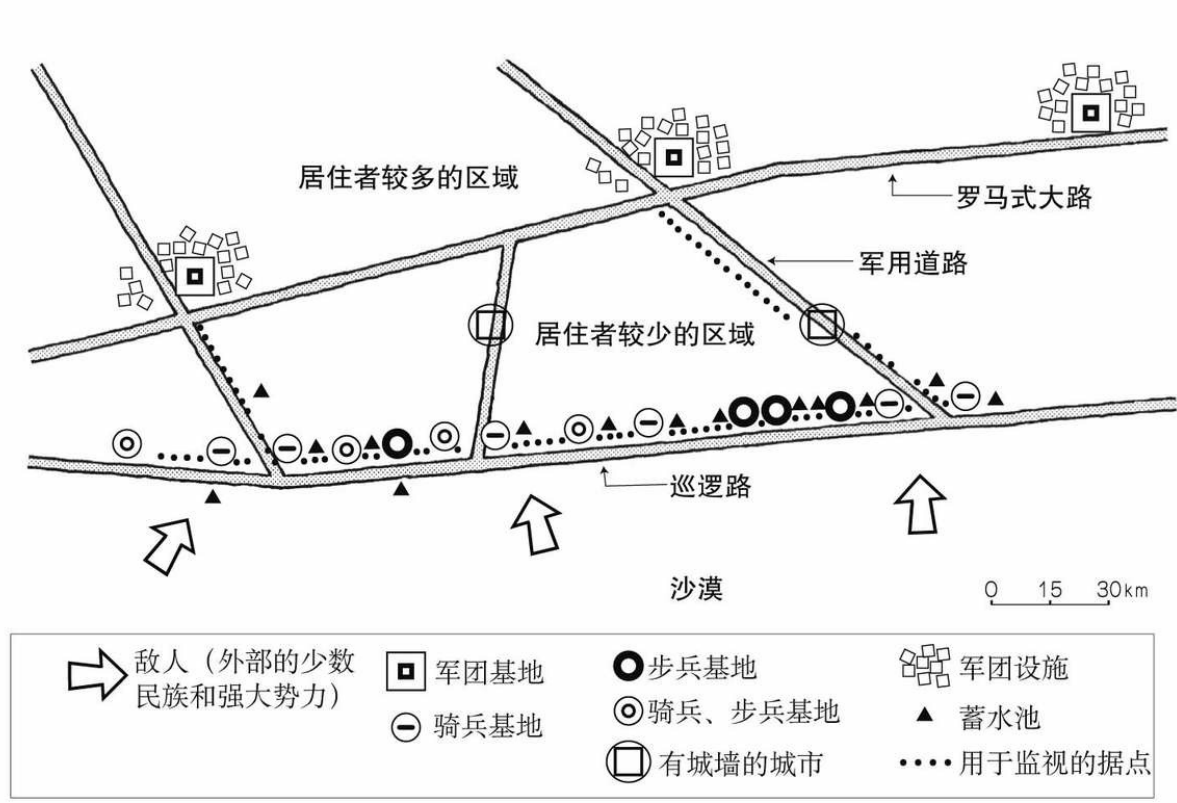 居住者较多的区域
罗马式大路
军用道路
居住者较少的区域
巡逻路
沙漠
0 15 30km
敌人（外部的少数
民族和强大势力）
军团基地
骑兵基地
步兵基地
骑兵、步兵基地
有城墙的城市
军团设施
蓄水池
用于监视的据点